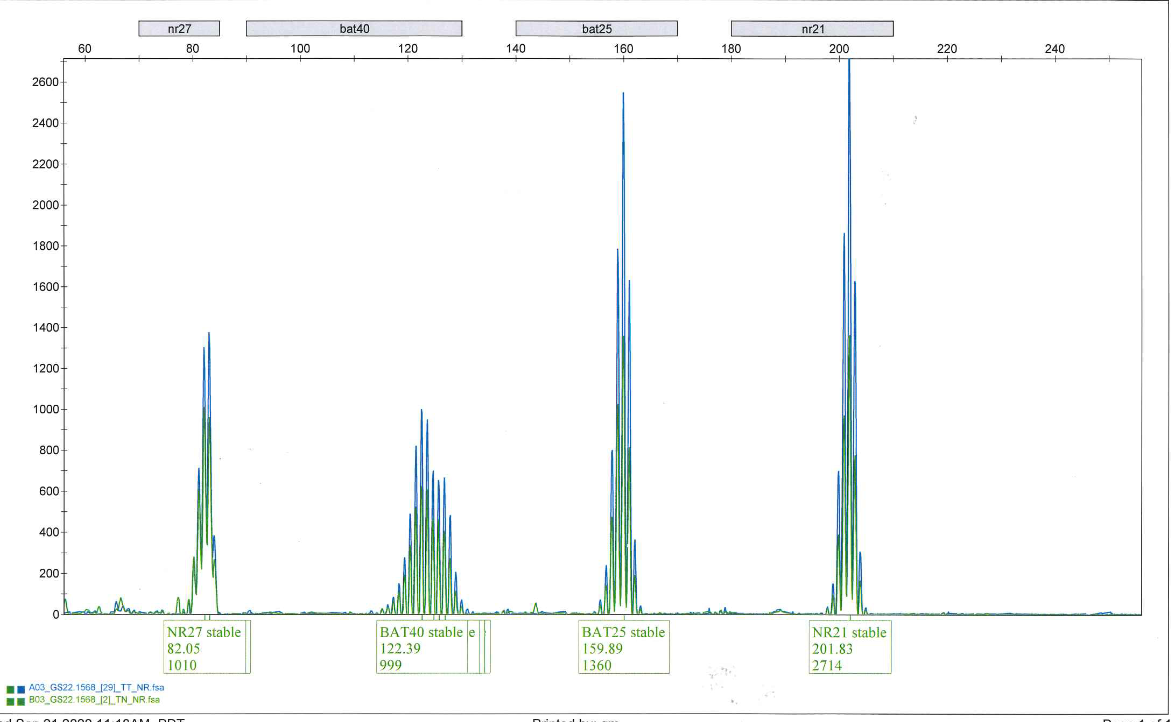 nr27 bat40 bat25 nr21
60 80 100 120 140 160 180 200 220 240
2600
2400
2200
2000
1800
1600
1400
1200
1000
800
600
400
200
0
NR27 stable BAT40 stable e BAT25 stable NR21 stable
82.05 122.39 159.89 201.83
1010 999 1360 2714
A03_GS22.1568_[29]_TT_NR.fsa
B03_GS22.1568_[2]_TN_NR.fsa